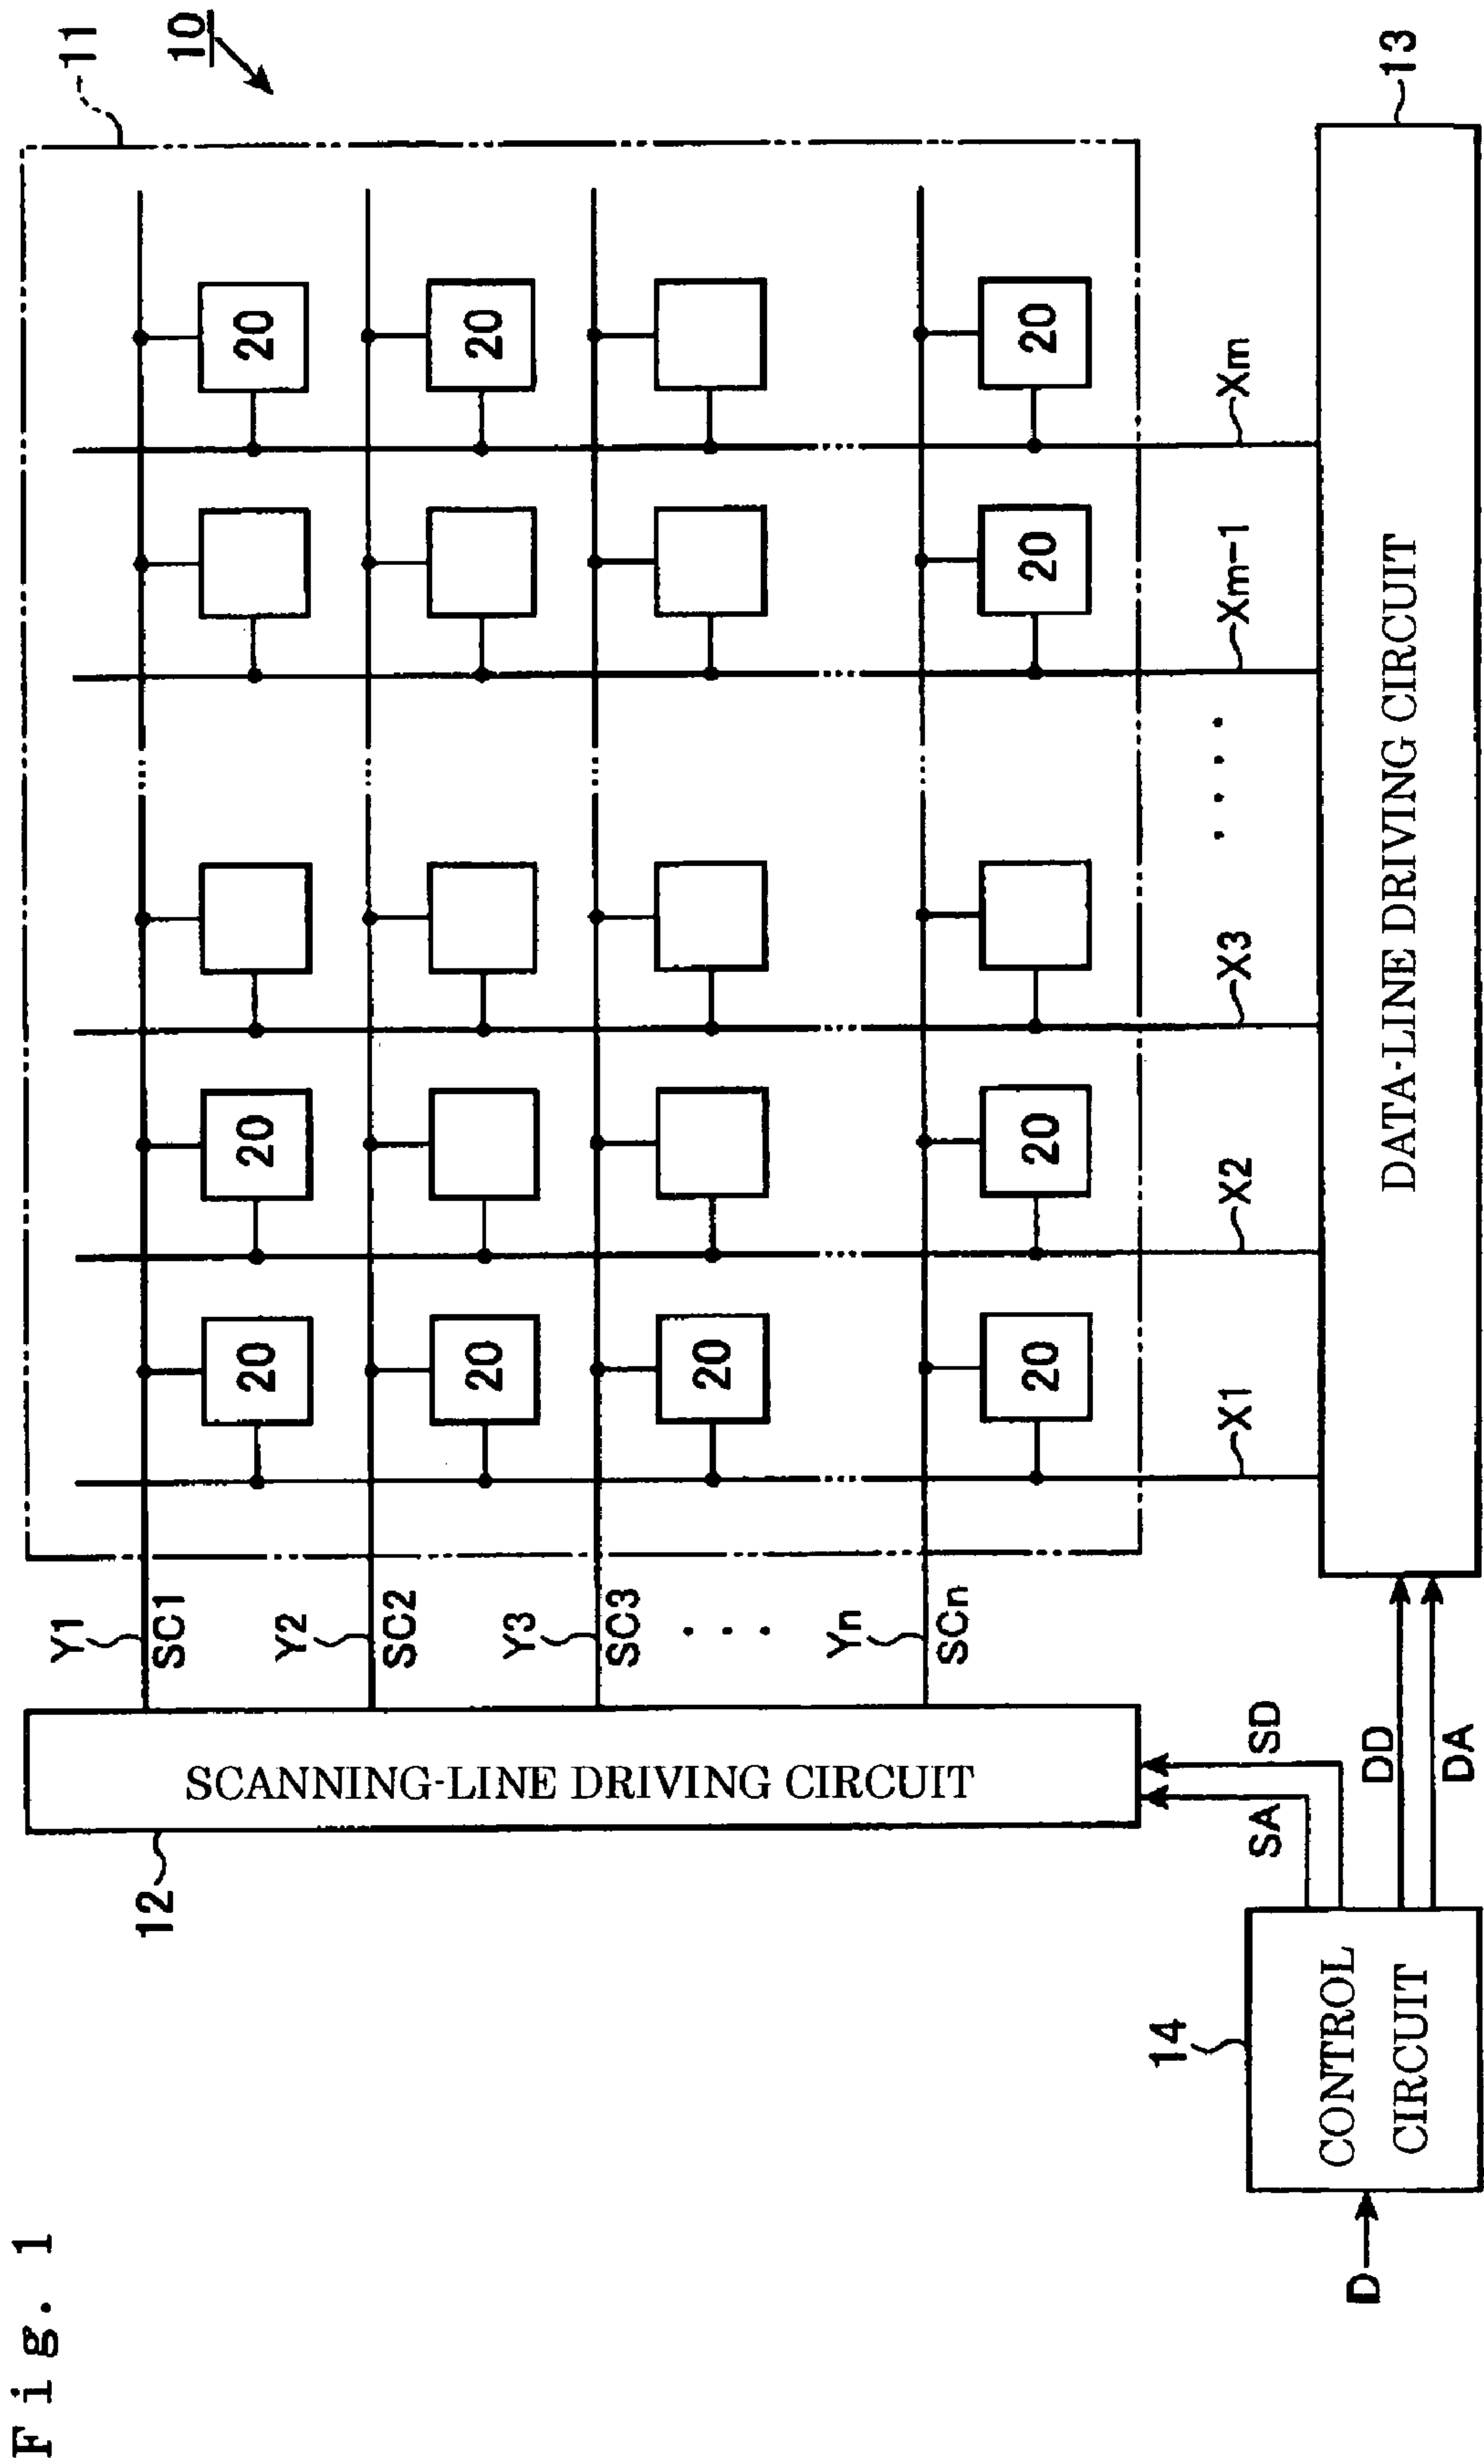 Fig. 1
10
11
Y1
SC1
20
20
20
Y2
SC2
20
20
Y3
SC3
20
. . . .
Yn
SCn
20
20
20
20
12
SCANNING-LINE DRIVING CIRCUIT
X1
X2
X3
. . . .
Xm-1
Xm
SA
SD
14
CONTROL
CIRCUIT
D
DD
DA
DATA-LINE DRIVING CIRCUIT
13